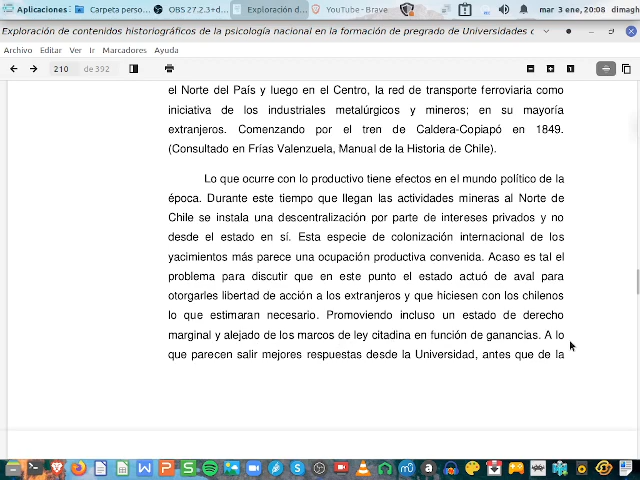 Aplicaciones
Carpeta perso...
OBS 27.2.3+d...
Exploración d...
YouTube - Brave
mar 3 ene, 20:08
dimagh
Exploración de contenidos historiográficos de la psicología nacional en la formación de pregrado de Universidades c
Archivo Editar Ver Ir Marcadores Ayuda
210 de 392
el Norte del País y luego en el Centro, la red de transporte ferroviaria como
iniciativa de los industriales metalúrgicos y mineros; en su mayoría
extranjeros. Comenzando por el tren de Caldera-Copiapó en 1849.
(Consultado en Frías Valenzuela, Manual de la Historia de Chile).
Lo que ocurre con lo productivo tiene efectos en el mundo político de la
época. Durante este tiempo que llegan las actividades mineras al Norte de
Chile se instala una descentralización por parte de intereses privados y no
desde el estado en sí. Esta especie de colonización internacional de los
yacimientos más parece una ocupación productiva convenida. Acaso es tal el
problema para discutir que en este punto el estado actuó de aval para
otorgarles libertad de acción a los extranjeros y que hiciesen con los chilenos
lo que estimaran necesario. Promoviendo incluso un estado de derecho
marginal y alejado de los marcos de ley citadina en función de ganancias. A lo
que parecen salir mejores respuestas desde la Universidad, antes que de la